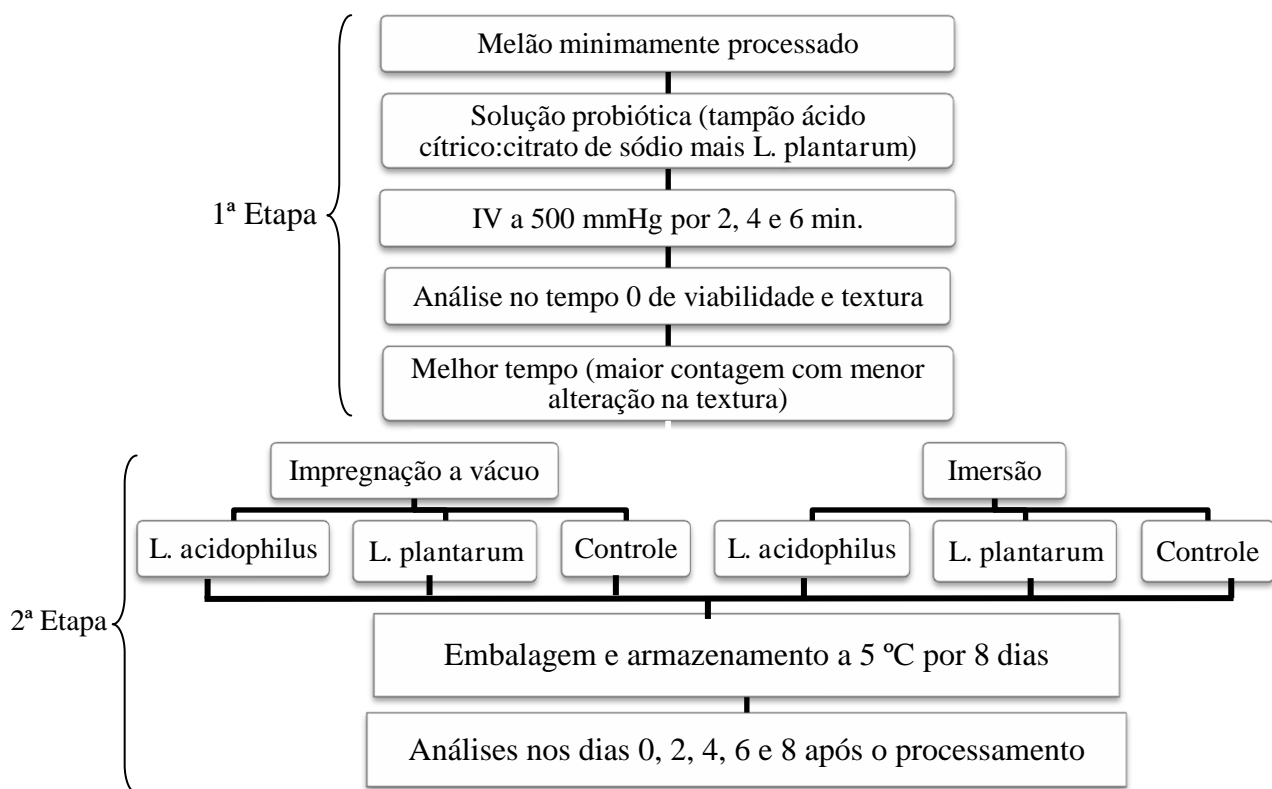 Melão minimamente processado
Solução probiótica (tampão ácido
cítrico:citrato de sódio mais L. plantarum)
1ª Etapa
IV a 500 mmHg por 2, 4 e 6 min.
Análise no tempo 0 de viabilidade e textura
Melhor tempo (maior contagem com menor
alteração na textura)
Impregnação a vácuo
Imersão
L. acidophilus
L. plantarum
Controle
L. acidophilus
L. plantarum
Controle
2ª Etapa
Embalagem e armazenamento a 5 ºC por 8 dias
Análises nos dias 0, 2, 4, 6 e 8 após o processamento